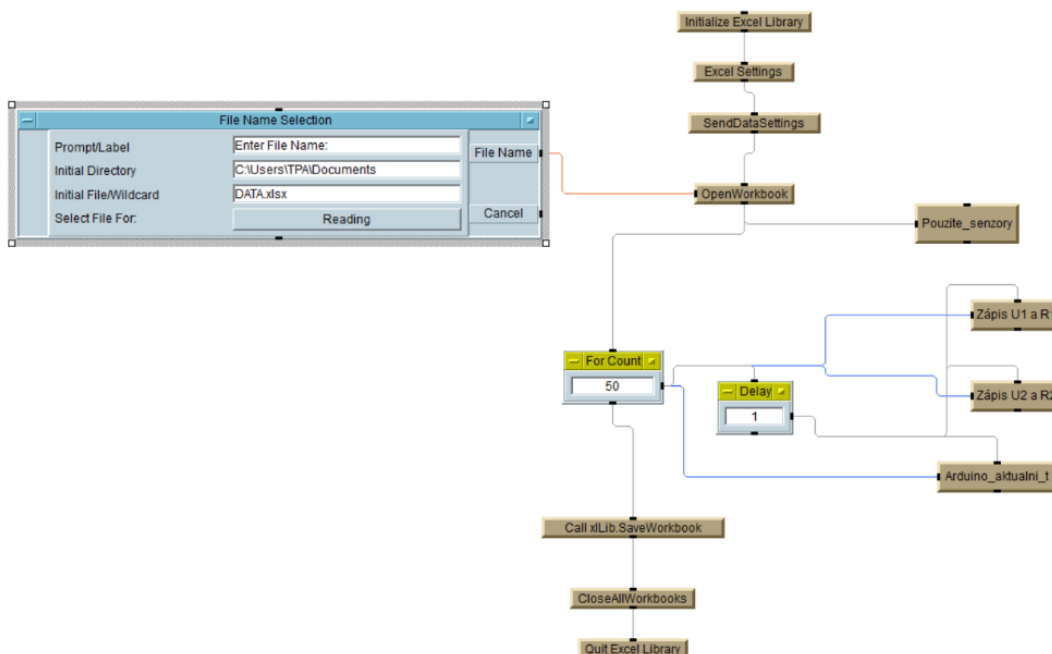 Initialize Excel Library
Excel Settings
SendDataSettings
File Name Selection
Prompt/Label
Enter File Name:
File Name
Initial Directory
C:\Users\TPA\Documents
Initial File/Wildcard
DATA.xlsx
Select File For:
Reading
Cancel
OpenWorkbook
Pouzite_senzory
Zápis U1 a R1
For Count
50
Delay
1
Zápis U2 a R2
Arduino_aktualni_t
Call xlLib.SaveWorkbook
CloseAllWorkbooks
Quit Excel Library